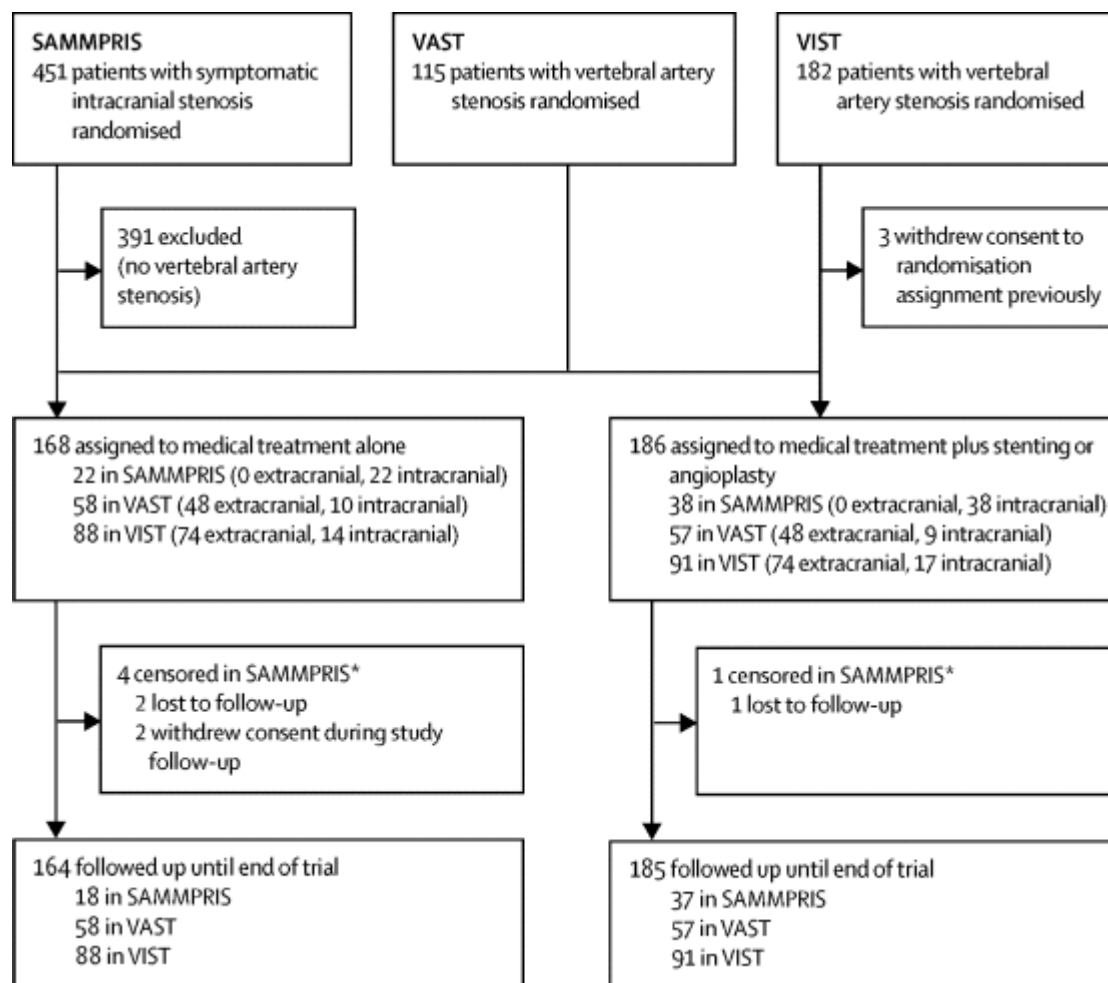 SAMMPRIS
451 patients with symptomatic
intracranial stenosis
randomised
VAST
115 patients with vertebral artery
stenosis randomised
VIST
182 patients with vertebral
artery stenosis randomised
391 excluded
(no vertebral artery
stenosis)
3 withdrew consent to
randomisation
assignment previously
168 assigned to medical treatment alone
22 in SAMMPRIS (0 extracranial, 22 intracranial)
58 in VAST (48 extracranial, 10 intracranial)
88 in VIST (74 extracranial, 14 intracranial)
186 assigned to medical treatment plus stenting or
angioplasty
38 in SAMMPRIS (0 extracranial, 38 intracranial)
57 in VAST (48 extracranial, 9 intracranial)
91 in VIST (74 extracranial, 17 intracranial)
4 censored in SAMMPRIS*
2 lost to follow-up
2 withdrew consent during study
follow-up
1 censored in SAMMPRIS*
1 lost to follow-up
164 followed up until end of trial
18 in SAMMPRIS
58 in VAST
88 in VIST
185 followed up until end of trial
37 in SAMMPRIS
57 in VAST
91 in VIST